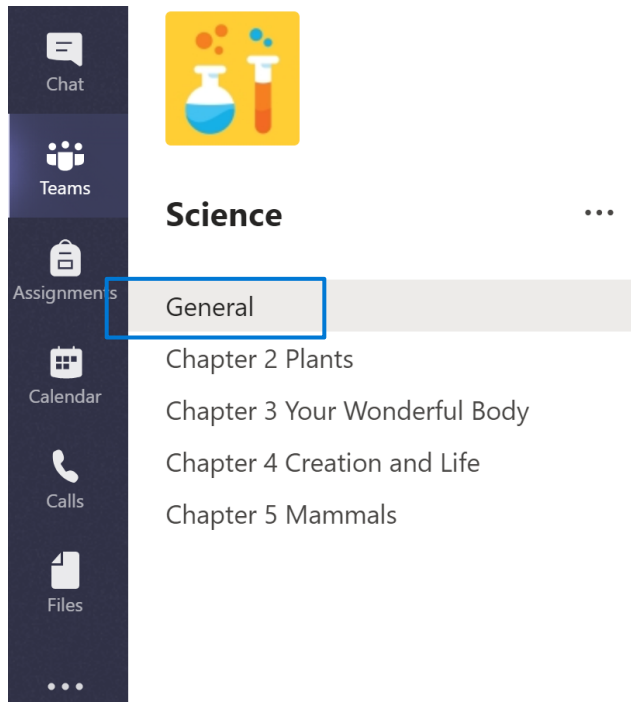 Chat
Teams
Assignments
Calendar
Calls
Files
Science
General
Chapter 2 Plants
Chapter 3 Your Wonderful Body
Chapter 4 Creation and Life
Chapter 5 Mammals